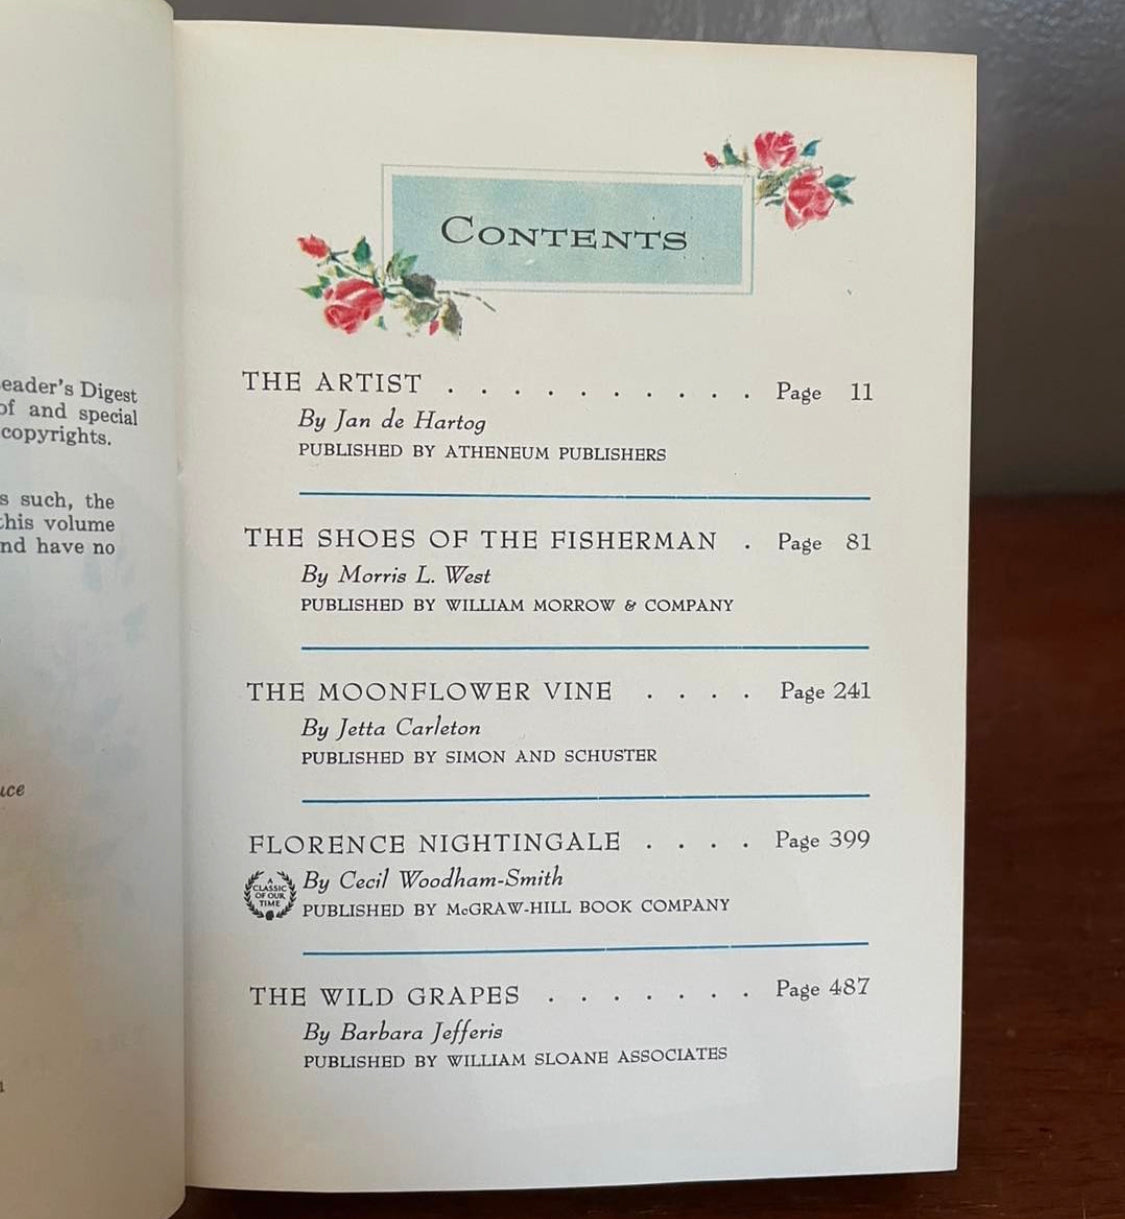 eader's Digest
of and special
copyrights.
s such, the
this volume
nd have no
uce
CONTENTS
THE ARTIST . . . . . . . . . . Page 11
By Jan de Hartog
PUBLISHED BY ATHENEUM PUBLISHERS
THE SHOES OF THE FISHERMAN . Page 81
By Morris L. West
PUBLISHED BY WILLIAM MORROW & COMPANY
THE MOONFLOWER VINE . . . . Page 241
By Jetta Carleton
PUBLISHED BY SIMON AND SCHUSTER
FLORENCE NIGHTINGALE . . . . Page 399
A
CLASSIC
OF OUR
TIME
By Cecil Woodham-Smith
PUBLISHED BY McGRAW-HILL BOOK COMPANY
THE WILD GRAPES . . . . . . . Page 487
By Barbara Jefferis
PUBLISHED BY WILLIAM SLOANE ASSOCIATES